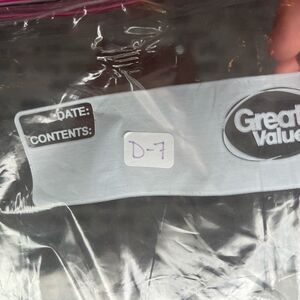 DATE:
CONTENTS:
D-7
Great
Value